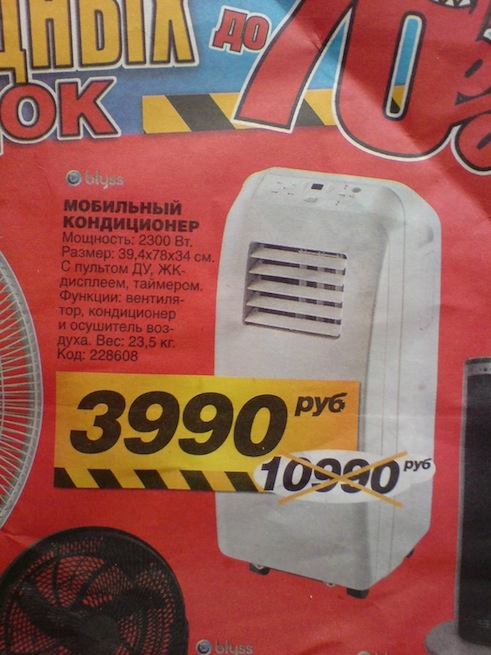 ДНЫХ
ДО
70%
ОК
blyss
МОБИЛЬНЫЙ
КОНДИЦИОНЕР
Мощность: 2300 Вт.
Размер: 39,4х78х34 см.
С пультом ДУ, ЖК-
дисплеем, таймером.
Функции: вентиля-
тор, кондиционер
и осушитель воз-
духа. Вес: 23,5 кг.
Код: 228608
3990 руб
10990 руб
blyss